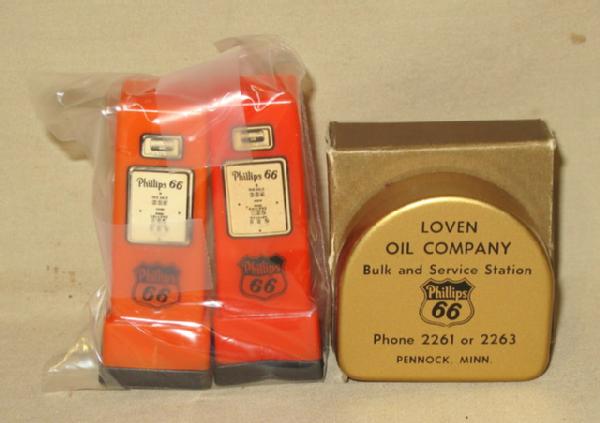 Phillips 66
Phillips
66
Phillips 66
Phillips
66
LOVEN
OIL COMPANY
Bulk and Service Station
Phillips
66
Phone 2261 or 2263
PENNOCK, MINN.